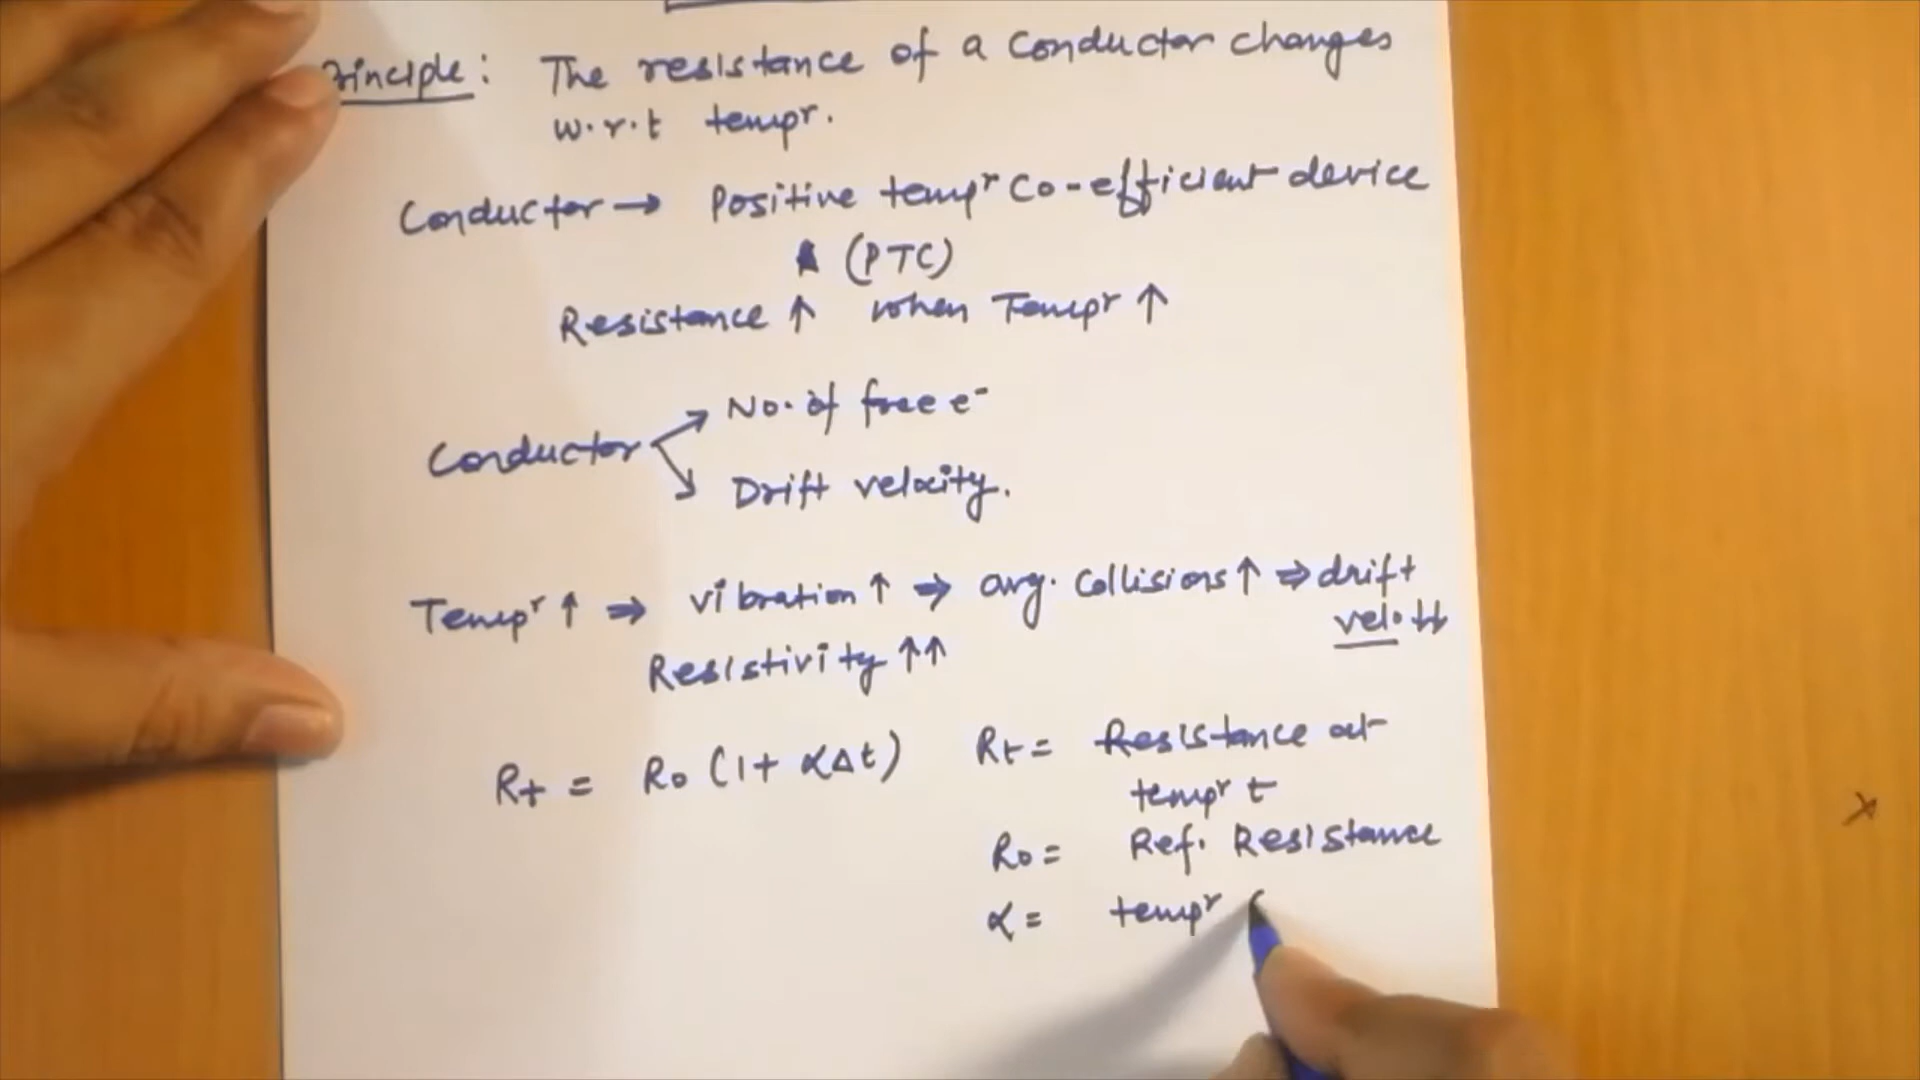 Principle: The resistance of a conductor changes
w.r.t tempr.
Conductor → Positive tempr Co-efficient device
(PTC)
Resistance ↑ when Tempr ↑
Conductor
No. of free e-
Drift velocity.
Tempr ↑ ⇒ vibration ↑ ⇒ avg. Collisions ↑ ⇒ drift
velo. ↓↓
Resistivity ↑↑
Rt = Ro (1+ αΔt)
Rt = Resistance at
tempr t
Ro = Ref. Resistance
α = tempr